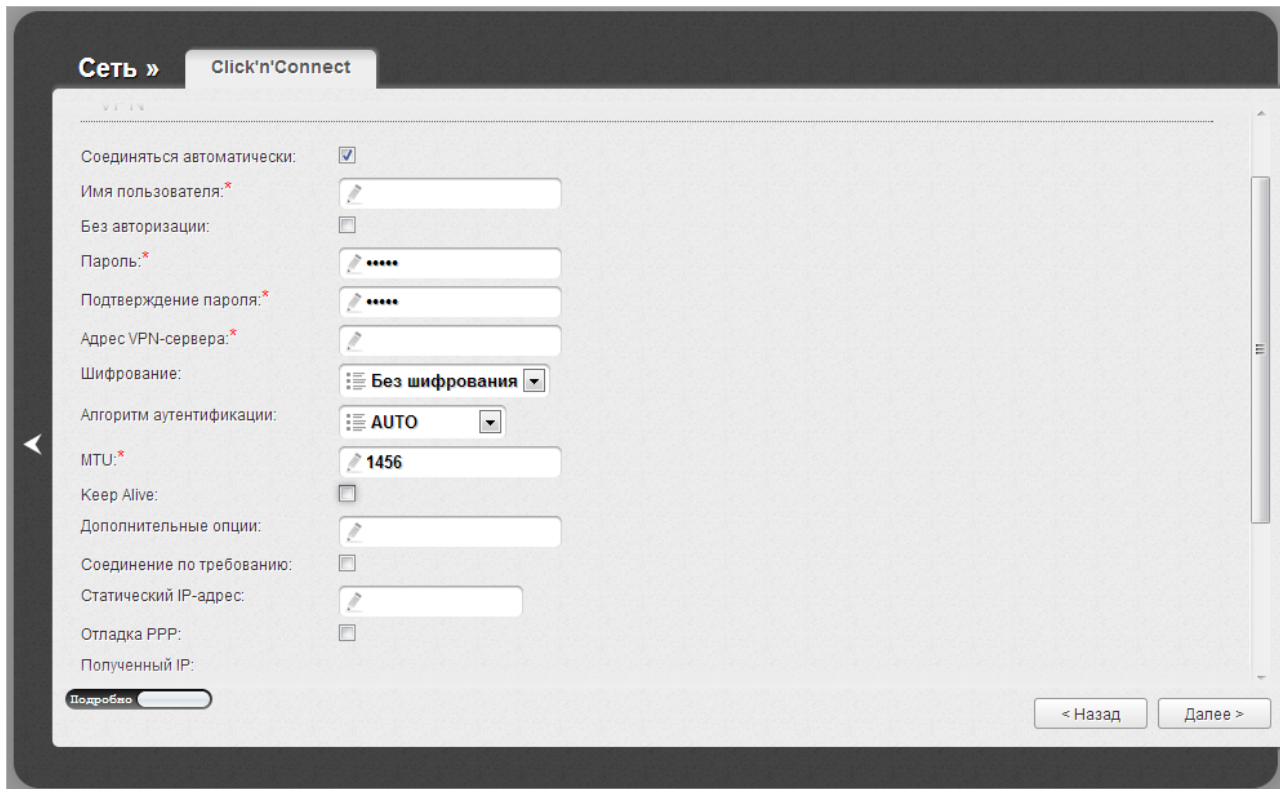 Сеть »
Click'n'Connect
VPN
Соединяться автоматически:
Имя пользователя:*
Без авторизации:
Пароль:* •••••
Подтверждение пароля:* •••••
Адрес VPN-сервера:*
Шифрование: Без шифрования
Алгоритм аутентификации: AUTO
MTU:* 1456
Keep Alive:
Дополнительные опции:
Соединение по требованию:
Статический IP-адрес:
Отладка PPP:
Полученный IP:
Подробно
< Назад Далее >